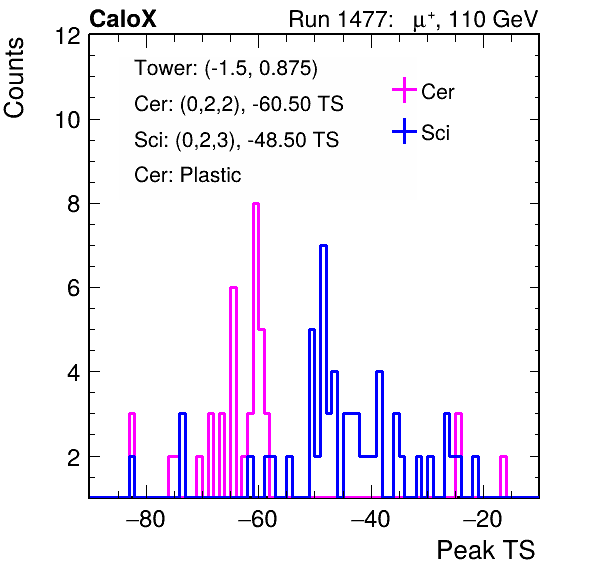 CaloX Run 1477: μ⁺, 110 GeV
Counts
12
10
8
6
4
2
Tower: (-1.5, 0.875)
Cer: (0,2,2), -60.50 TS
Sci: (0,2,3), -48.50 TS
Cer: Plastic
Cer
Sci
−80 −60 −40 −20
Peak TS